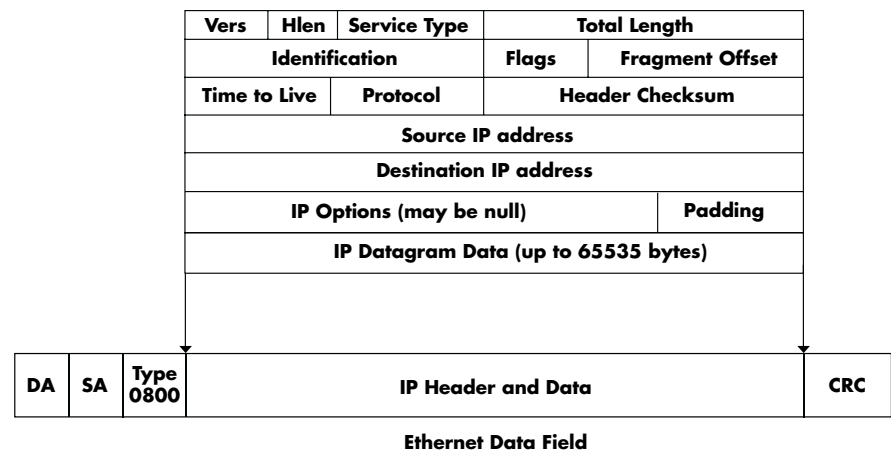 Vers Hlen Service Type Total Length
Identification Flags Fragment Offset
Time to Live Protocol Header Checksum
Source IP address
Destination IP address
IP Options (may be null) Padding
IP Datagram Data (up to 65535 bytes)
DA SA Type 0800 IP Header and Data CRC
Ethernet Data Field